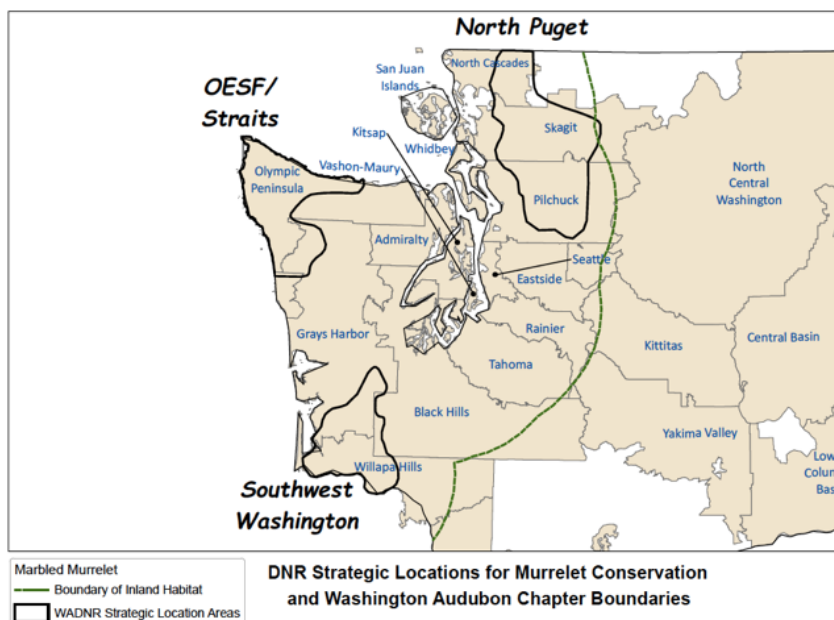 North Puget
OESF/
Straits
San Juan
Islands
North Cascades
Kitsap
Whidbey
Skagit
Vashon-Maury
Olympic
Peninsula
Pilchuck
North
Central
Washington
Admiralty
Seattle
Eastside
Grays Harbor
Rainier
Kittitas
Central Basin
Tahoma
Black Hills
Yakima Valley
Willapa Hills
Low
Colum
Bas
Southwest
Washington
Marbled Murrelet
Boundary of Inland Habitat
WADNR Strategic Location Areas
DNR Strategic Locations for Murrelet Conservation
and Washington Audubon Chapter Boundaries